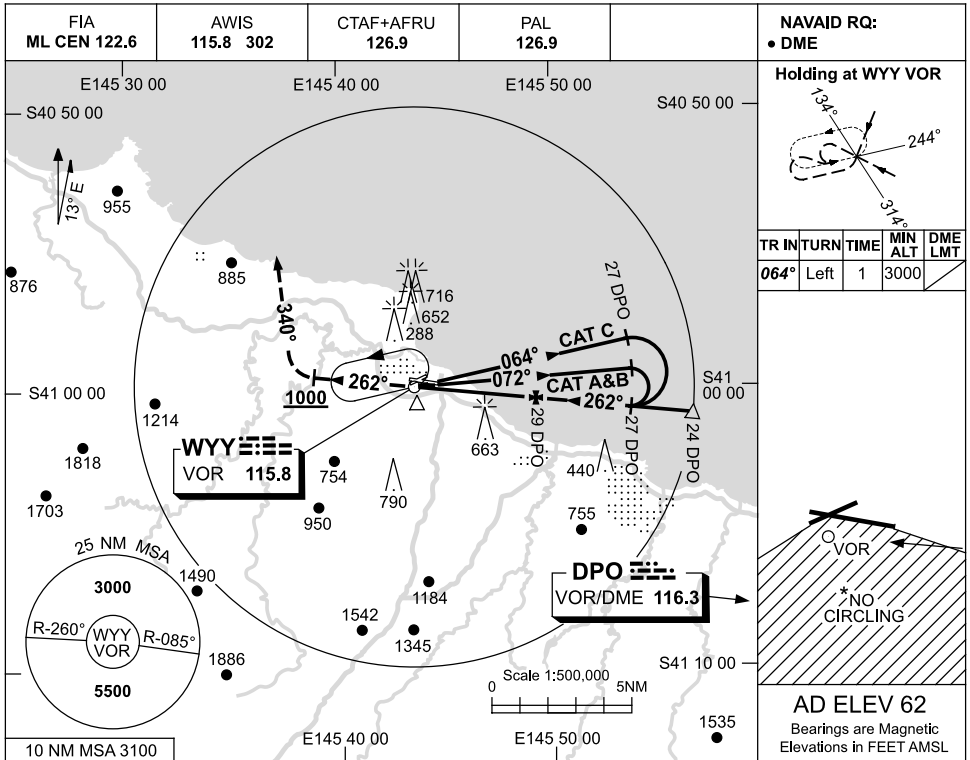 FIA
ML CEN 122.6
AWIS
115.8 302
CTAF+AFRU
126.9
PAL
126.9
NAVAID RQ:
• DME
Holding at WYY VOR
134°
244°
314°
TR IN TURN TIME MIN ALT DME LMT
064° Left 1 3000
E145 30 00
E145 40 00
E145 50 00
S40 50 00
S40 50 00
13° E
955
876
885
716
652
288
27 DPO
CAT C
064°
072°
CAT A&B
340°
262°
262°
1000
S41 00 00
S41
00 00
29 DPO
27 DPO
24 DPO
1214
1818
1703
WYY
VOR 115.8
754
950
790
663
440
755
DPO
VOR/DME 116.3
25 NM MSA
3000
R-260°
WYY
VOR
R-085°
5500
1490
1886
1184
1542
1345
S41 10 00
Scale 1:500,000
0 5NM
1535
10 NM MSA 3100
E145 40 00
E145 50 00
VOR
*NO
CIRCLING
AD ELEV 62
Bearings are Magnetic
Elevations in FEET AMSL